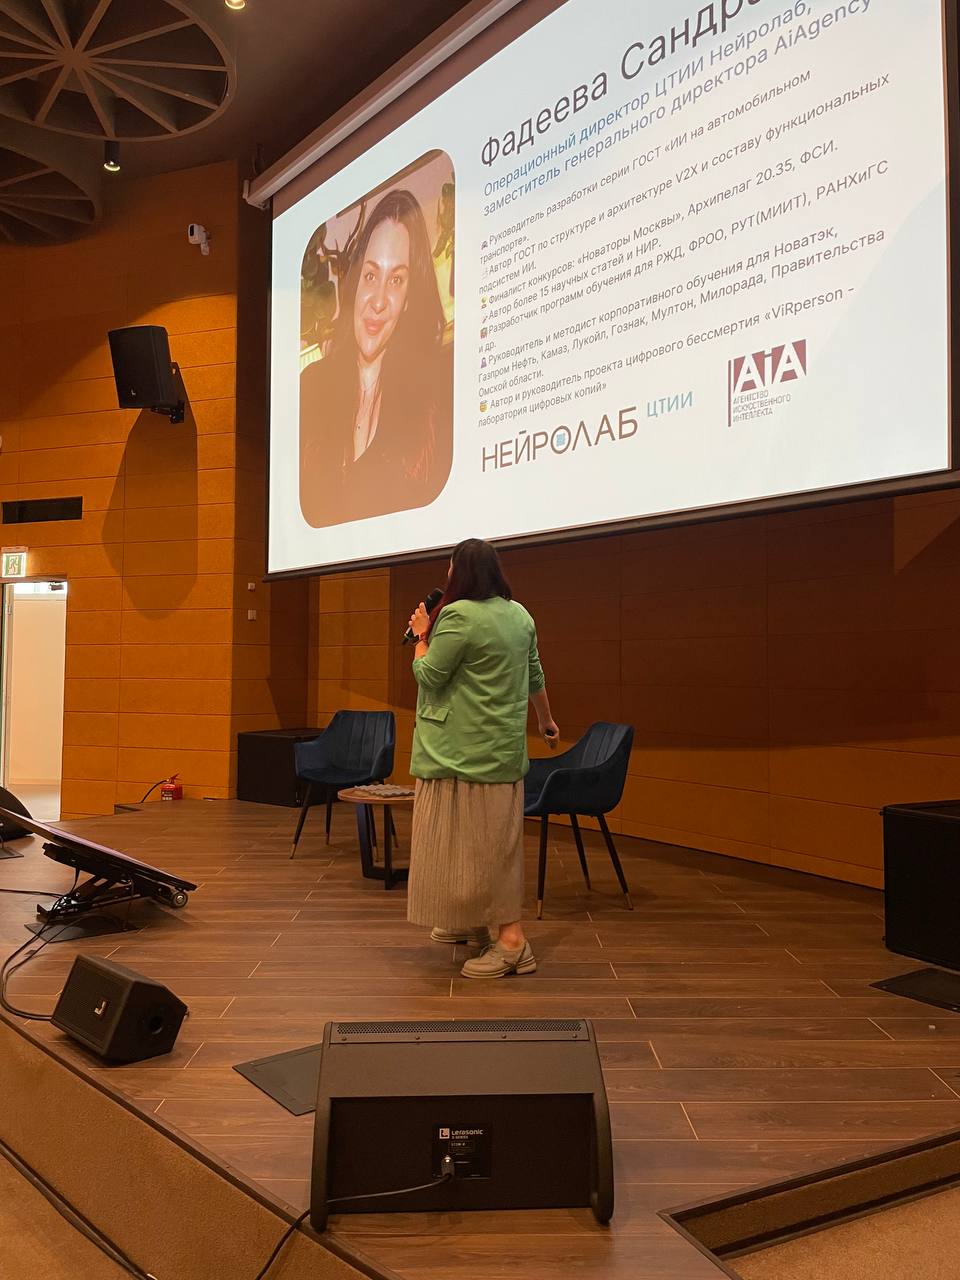 Фадеева Сандра
Операционный директор ЦТИИ Нейролаб,
заместитель генерального директора AiAgency
Руководитель разработки серии ГОСТ «ИИ на автомобильном
транспорте».
Автор ГОСТ по структуре и архитектуре V2X и составу функциональных
подсистем ИИ.
Финалист конкурсов: «Новаторы Москвы», Архипелаг 20.35, ФСИ.
Автор более 15 научных статей и НИР.
Разработчик программ обучения для РЖД, ФРОО, РУТ(МИИТ), РАНХиГС
и др.
Руководитель и методист корпоративного обучения для Новатэк,
Газпром Нефть, Камаз, Лукойл, Гознак, Мултон, Милорада, Правительства
Омской области.
Автор и руководитель проекта цифрового бессмертия «ViRperson -
лаборатория цифровых копий»
НЕЙРОЛАБ ЦТИИ
AiA
АГЕНТСТВО
ИСКУССТВЕННОГО
ИНТЕЛЛЕКТА
Lerasonic